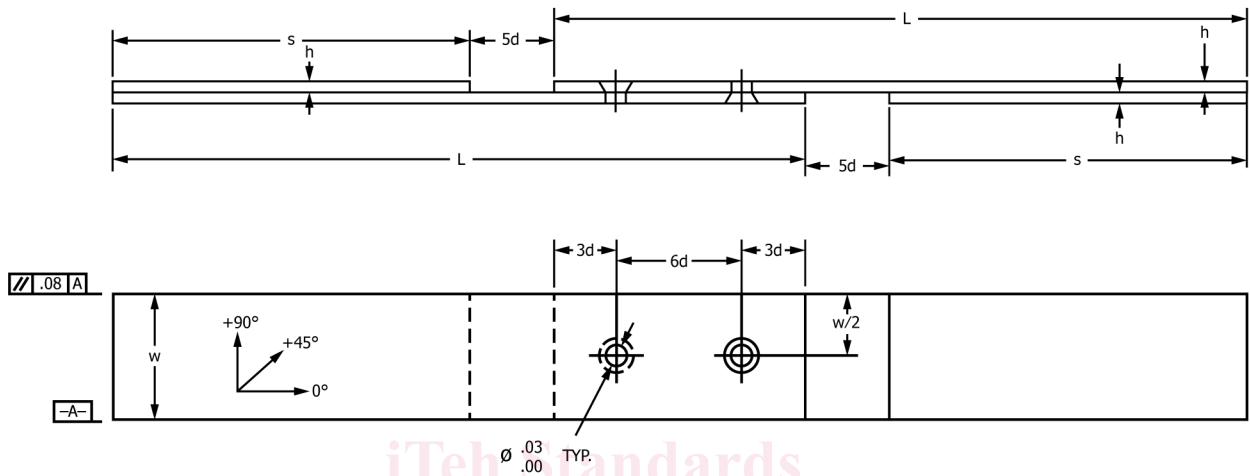 L
s
5d
h
h
h
L
5d
s
3d
6d
3d
// .08 A
+90°
w/2
+45°
w
0°
-A-
Ø .03 TYP.
.00
iTeh Standards